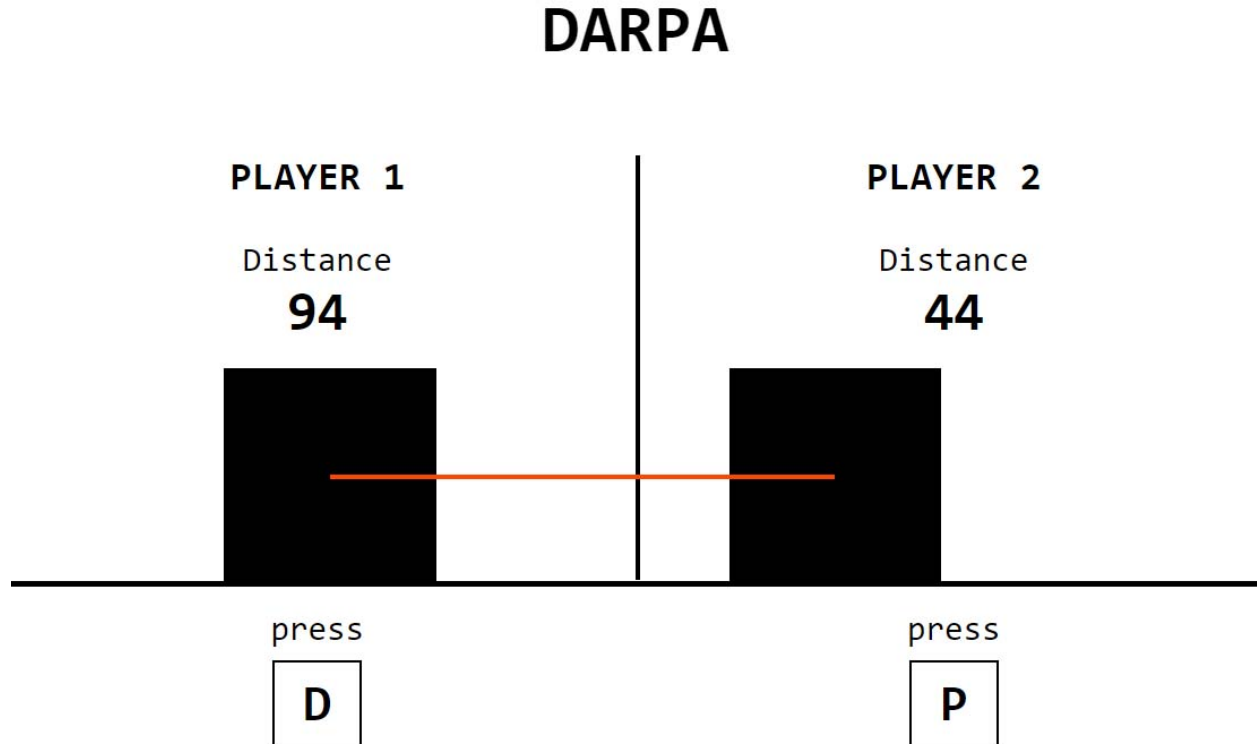 DARPA
PLAYER 1
PLAYER 2
Distance
94
Distance
44
press
D
press
P